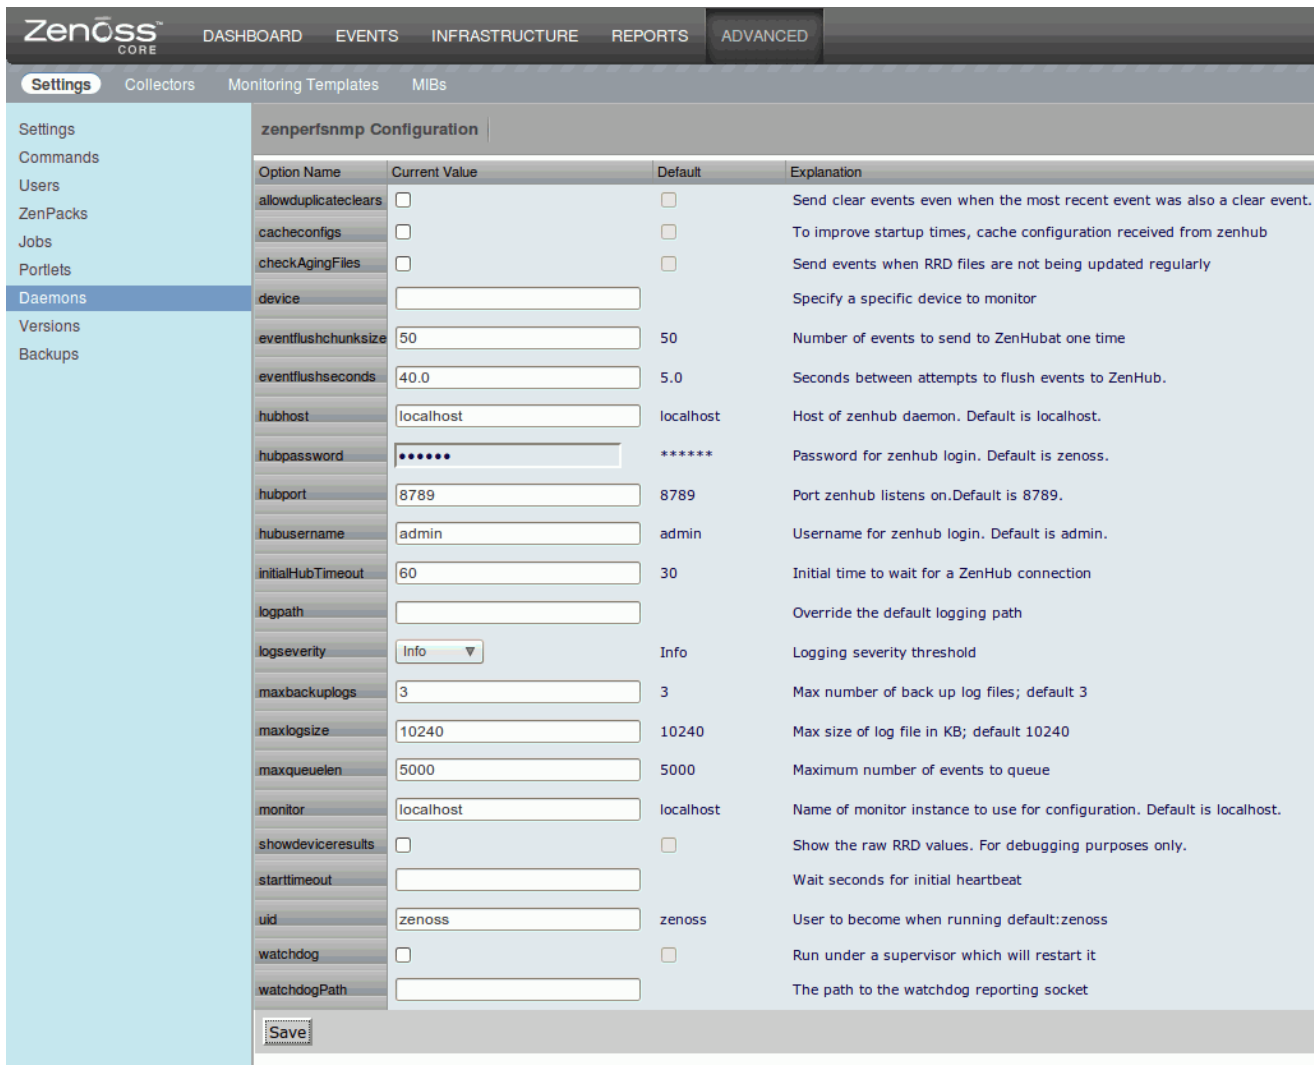 Zenoss™
CORE
DASHBOARD EVENTS INFRASTRUCTURE REPORTS ADVANCED
Settings Collectors Monitoring Templates MIBs
Settings
Commands
Users
ZenPacks
Jobs
Portlets
Daemons
Versions
Backups
zenperfsnmp Configuration
Option Name Current Value Default Explanation
allowduplicateclears Send clear events even when the most recent event was also a clear event.
cacheconfigs To improve startup times, cache configuration received from zenhub
checkAgingFiles Send events when RRD files are not being updated regularly
device Specify a specific device to monitor
eventflushchunksize 50 50 Number of events to send to ZenHubat one time
eventflushseconds 40.0 5.0 Seconds between attempts to flush events to ZenHub.
hubhost localhost localhost Host of zenhub daemon. Default is localhost.
hubpassword •••••• ****** Password for zenhub login. Default is zenoss.
hubport 8789 8789 Port zenhub listens on.Default is 8789.
hubusername admin admin Username for zenhub login. Default is admin.
initialHubTimeout 60 30 Initial time to wait for a ZenHub connection
logpath Override the default logging path
logseverity Info Info Logging severity threshold
maxbackuplogs 3 3 Max number of back up log files; default 3
maxlogsize 10240 10240 Max size of log file in KB; default 10240
maxqueuelen 5000 5000 Maximum number of events to queue
monitor localhost localhost Name of monitor instance to use for configuration. Default is localhost.
showdeviceresults Show the raw RRD values. For debugging purposes only.
starttimeout Wait seconds for initial heartbeat
uid zenoss zenoss User to become when running default:zenoss
watchdog Run under a supervisor which will restart it
watchdogPath The path to the watchdog reporting socket
Save